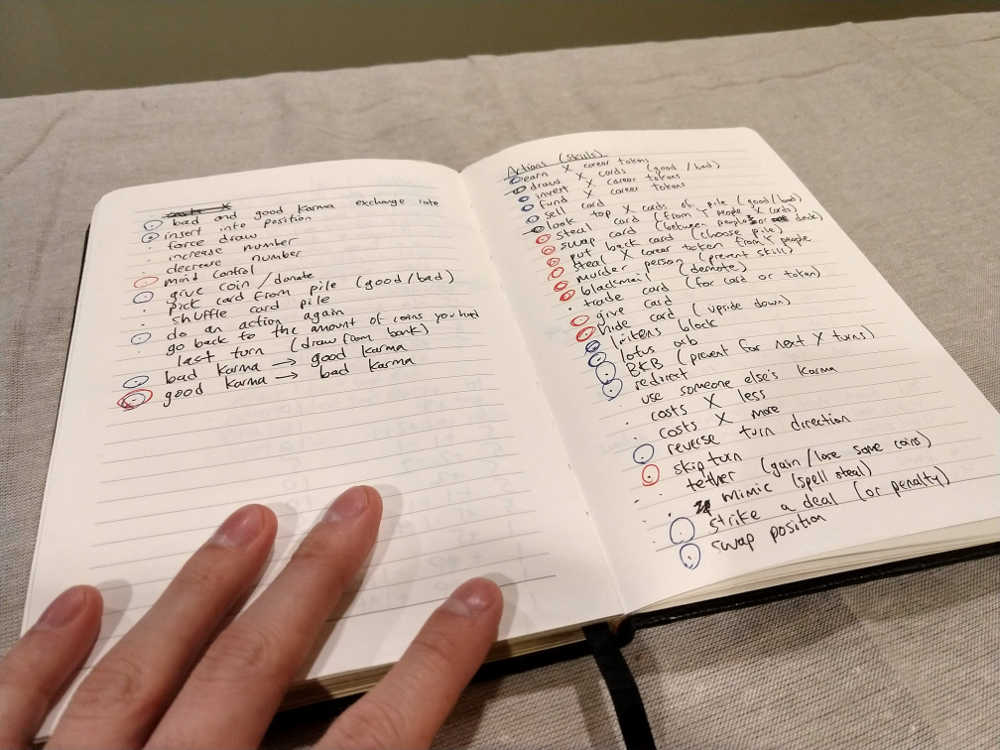 bad and good karma exchange rate
insert into position
force draw
increase number
decrease number
mind control
give coin / donate
pick card from pile (good / bad)
shuffle card pile
do an action again
go back to the amount of coins you had
last turn (draw from bank)
bad karma → good karma
good karma → bad karma
Actions (skills)
earn X career tokens
draw X cards (good / bad)
invest X career tokens
fund X career tokens
sell card
look top X cards of pile (good / bad)
steal card (from Y people X cards)
swap card (between people or deck)
put back card (choose pile)
steal X career token from Y people
murder person (prevent skill)
blackmail (demote)
trade card (for card or token)
give card
hide card (upside down)
linkens block
lotus orb
BKB (prevent for next X turns)
redirect
use someone else's karma
costs X less
costs X more
reverse turn direction
skip turn
tether (gain / lose same coins)
mimic (spell steal)
strike a deal (or penalty)
swap position